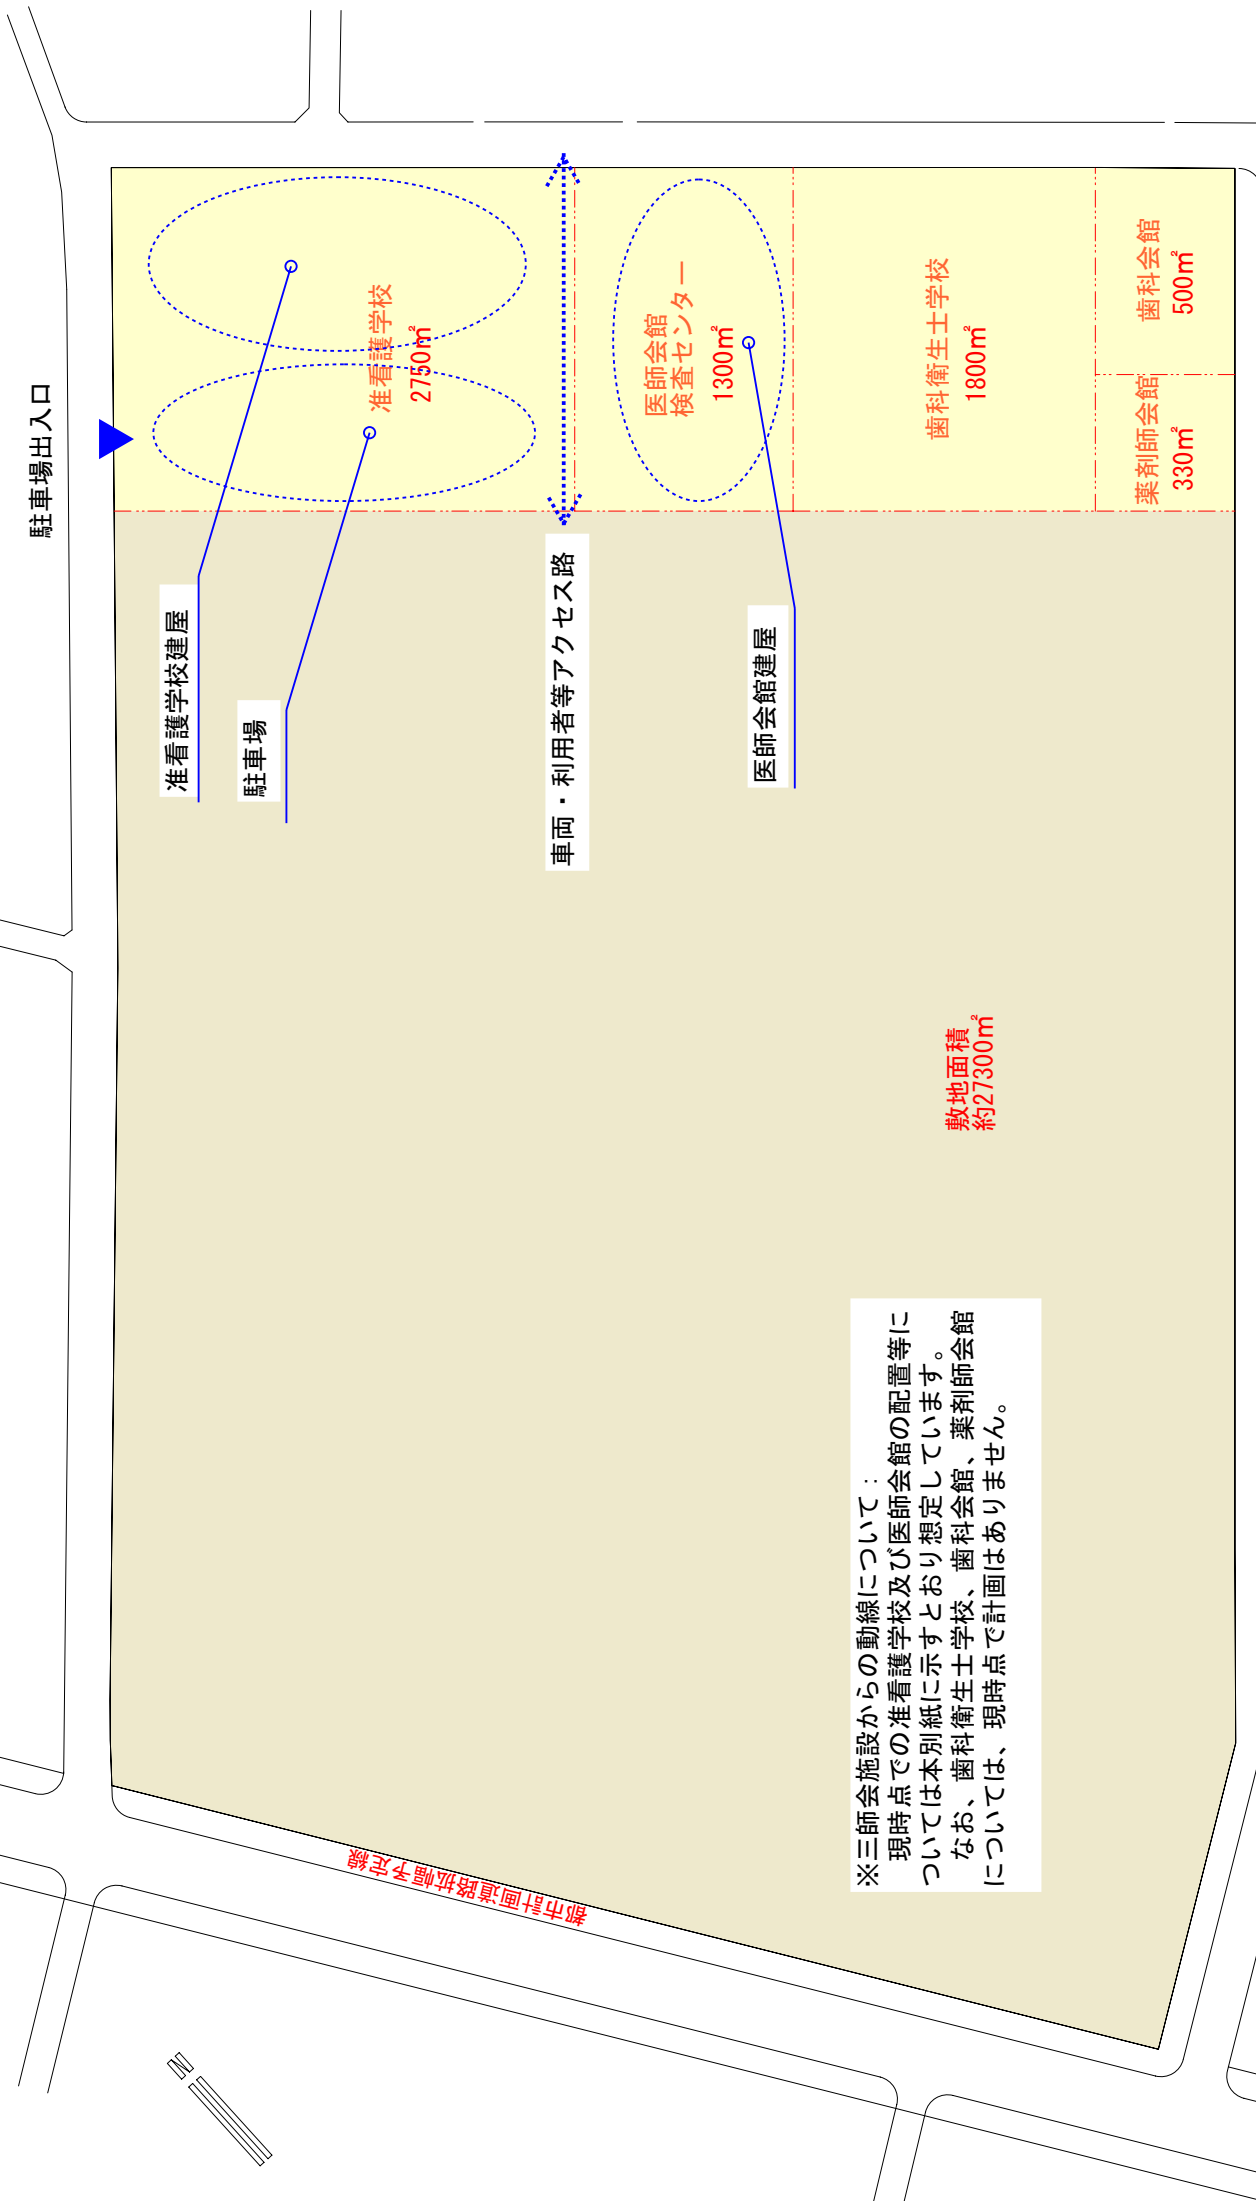 駐車場出入口
准看護学校
2750㎡
医師会館
検査センター
1300㎡
歯科衛生士学校
1800㎡
歯科会館
500㎡
薬剤師会館
330㎡
准看護学校建屋
駐車場
車両・利用者等アクセス路
医師会館建屋
敷地面積
約27300㎡
※三師会施設からの動線について：
現時点での准看護学校及び医師会館の配置等に
ついては本別紙に示すとおり想定しています。
なお、歯科衛生士学校、歯科会館、薬剤師会館
については、現時点で計画はありません。
都市計画道路拡幅予定線
N